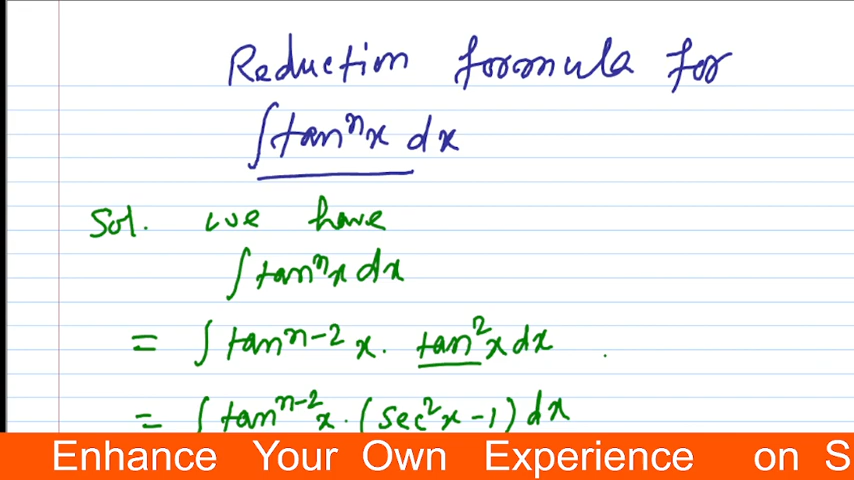 Reduction formula for
∫tanⁿx dx
Sol. we have
∫tanⁿx dx
= ∫ tanⁿ⁻²x. tan²x dx
= ∫ tanⁿ⁻²x.(sec²x-1) dx
Enhance Your Own Experience on S